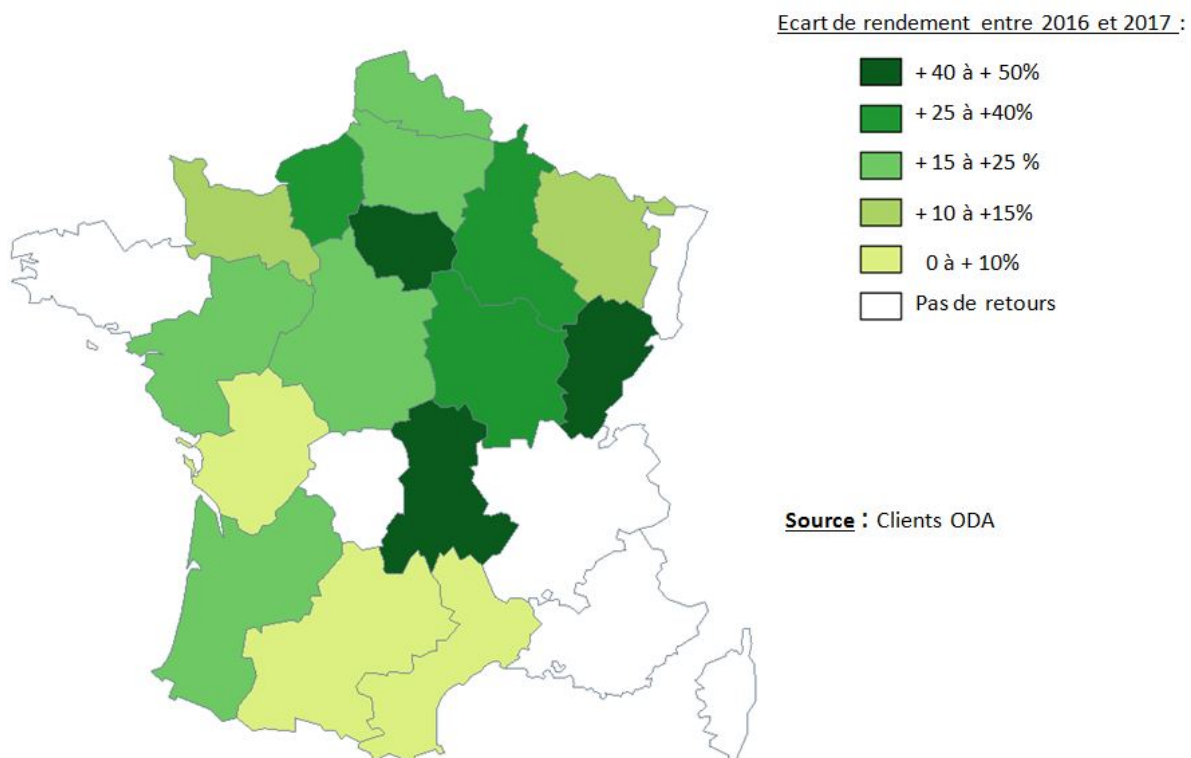 Ecart de rendement entre 2016 et 2017 :
+ 40 à + 50%
+ 25 à +40%
+ 15 à +25 %
+ 10 à +15%
0 à + 10%
Pas de retours
Source : Clients ODA